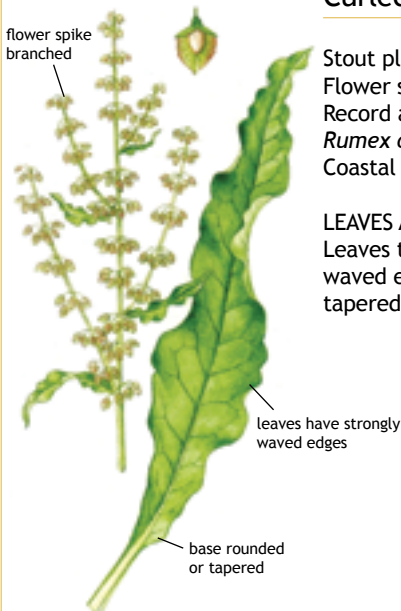 Curled
flower spike
branched
Stout pl
Flower s
Record a
Rumex c
Coastal
LEAVES A
Leaves t
waved e
tapered
leaves have strongly
waved edges
base rounded
or tapered